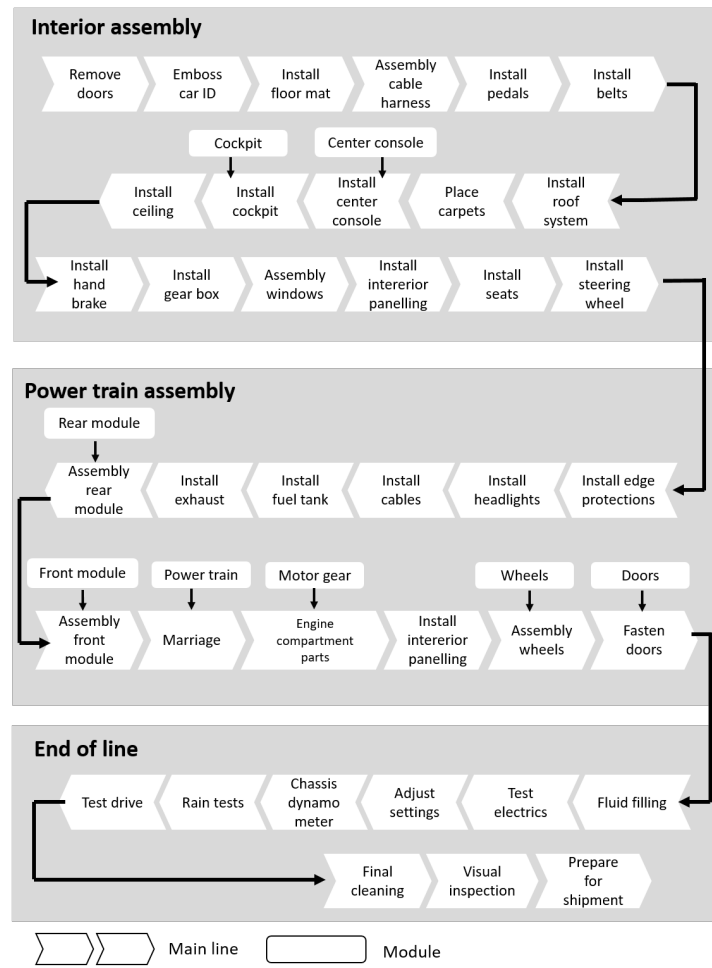 Interior assembly
Remove
doors
Emboss
car ID
Install
floor mat
Assembly
cable
harness
Install
pedals
Install
belts
Cockpit
Center console
Install
ceiling
Install
cockpit
Install
center
console
Place
carpets
Install
roof
system
Install
hand
brake
Install
gear box
Assembly
windows
Install
intererior
panelling
Install
seats
Install
steering
wheel
Power train assembly
Rear module
Assembly
rear
module
Install
exhaust
Install
fuel tank
Install
cables
Install
headlights
Install edge
protections
Front module
Power train
Motor gear
Wheels
Doors
Assembly
front
module
Marriage
Engine
compartment
parts
Install
intererior
panelling
Assembly
wheels
Fasten
doors
End of line
Test drive
Rain tests
Chassis
dynamo
meter
Adjust
settings
Test
electrics
Fluid filling
Final
cleaning
Visual
inspection
Prepare
for
shipment
Main line
Module